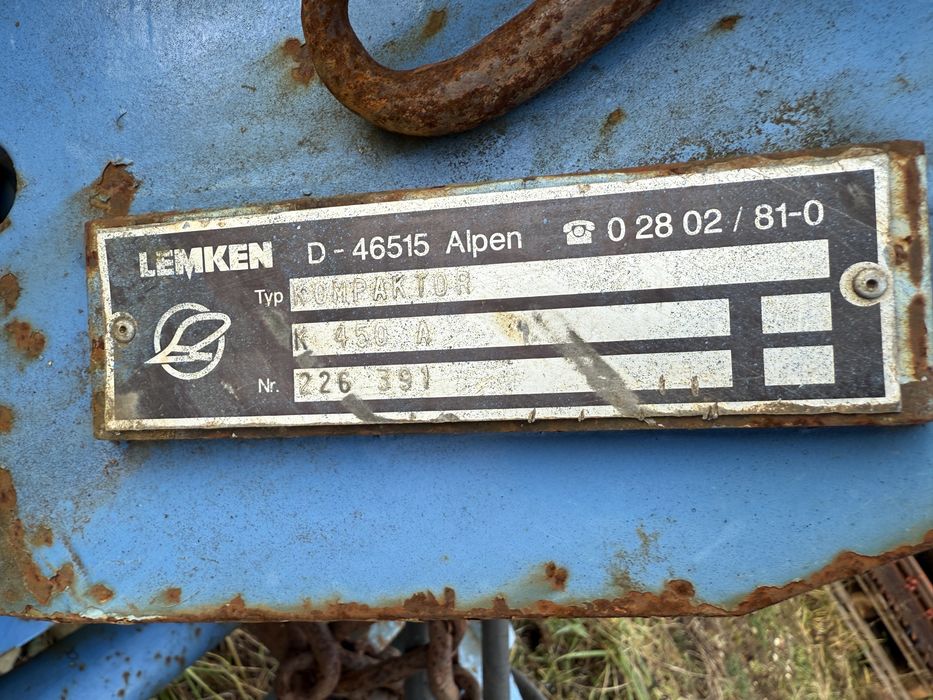 LEMKEN D-46515 Alpen ☎ 0 28 02 / 81-0
Typ KOMPAKTOR
K 450 A
Nr. 226 391